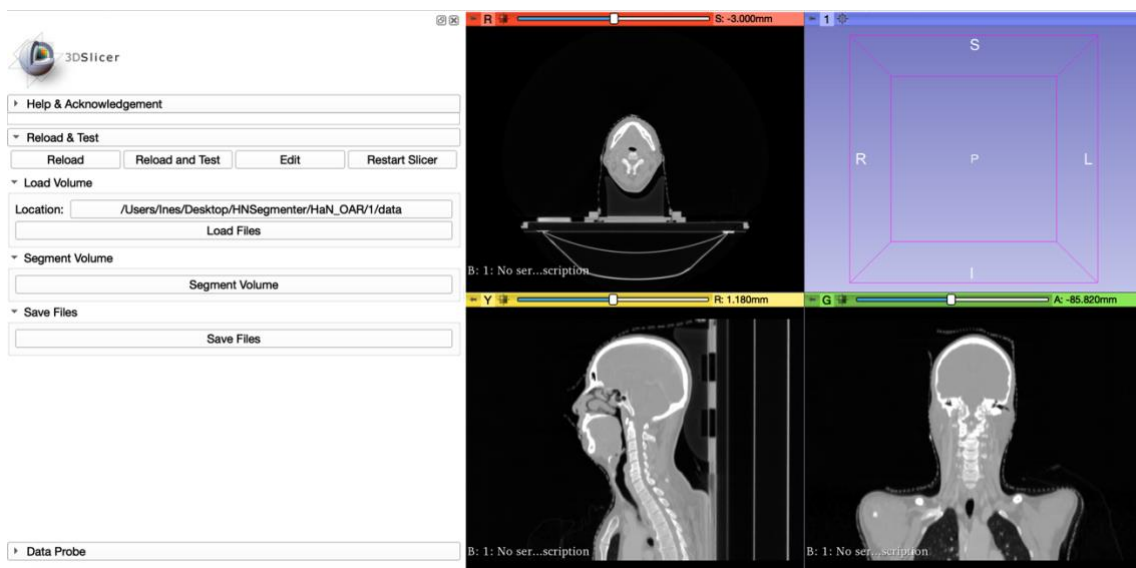 3DSlicer
Help & Acknowledgement
Reload & Test
Reload
Reload and Test
Edit
Restart Slicer
Load Volume
Location: /Users/Ines/Desktop/HNSegmenter/HaN_OAR/1/data
Load Files
Segment Volume
Segment Volume
Save Files
Save Files
Data Probe
R S: -3.000mm
B: 1: No ser...scription
1
S
R P L
I
Y R: 1.180mm
B: 1: No ser...scription
G A: -85.820mm
B: 1: No ser...scription